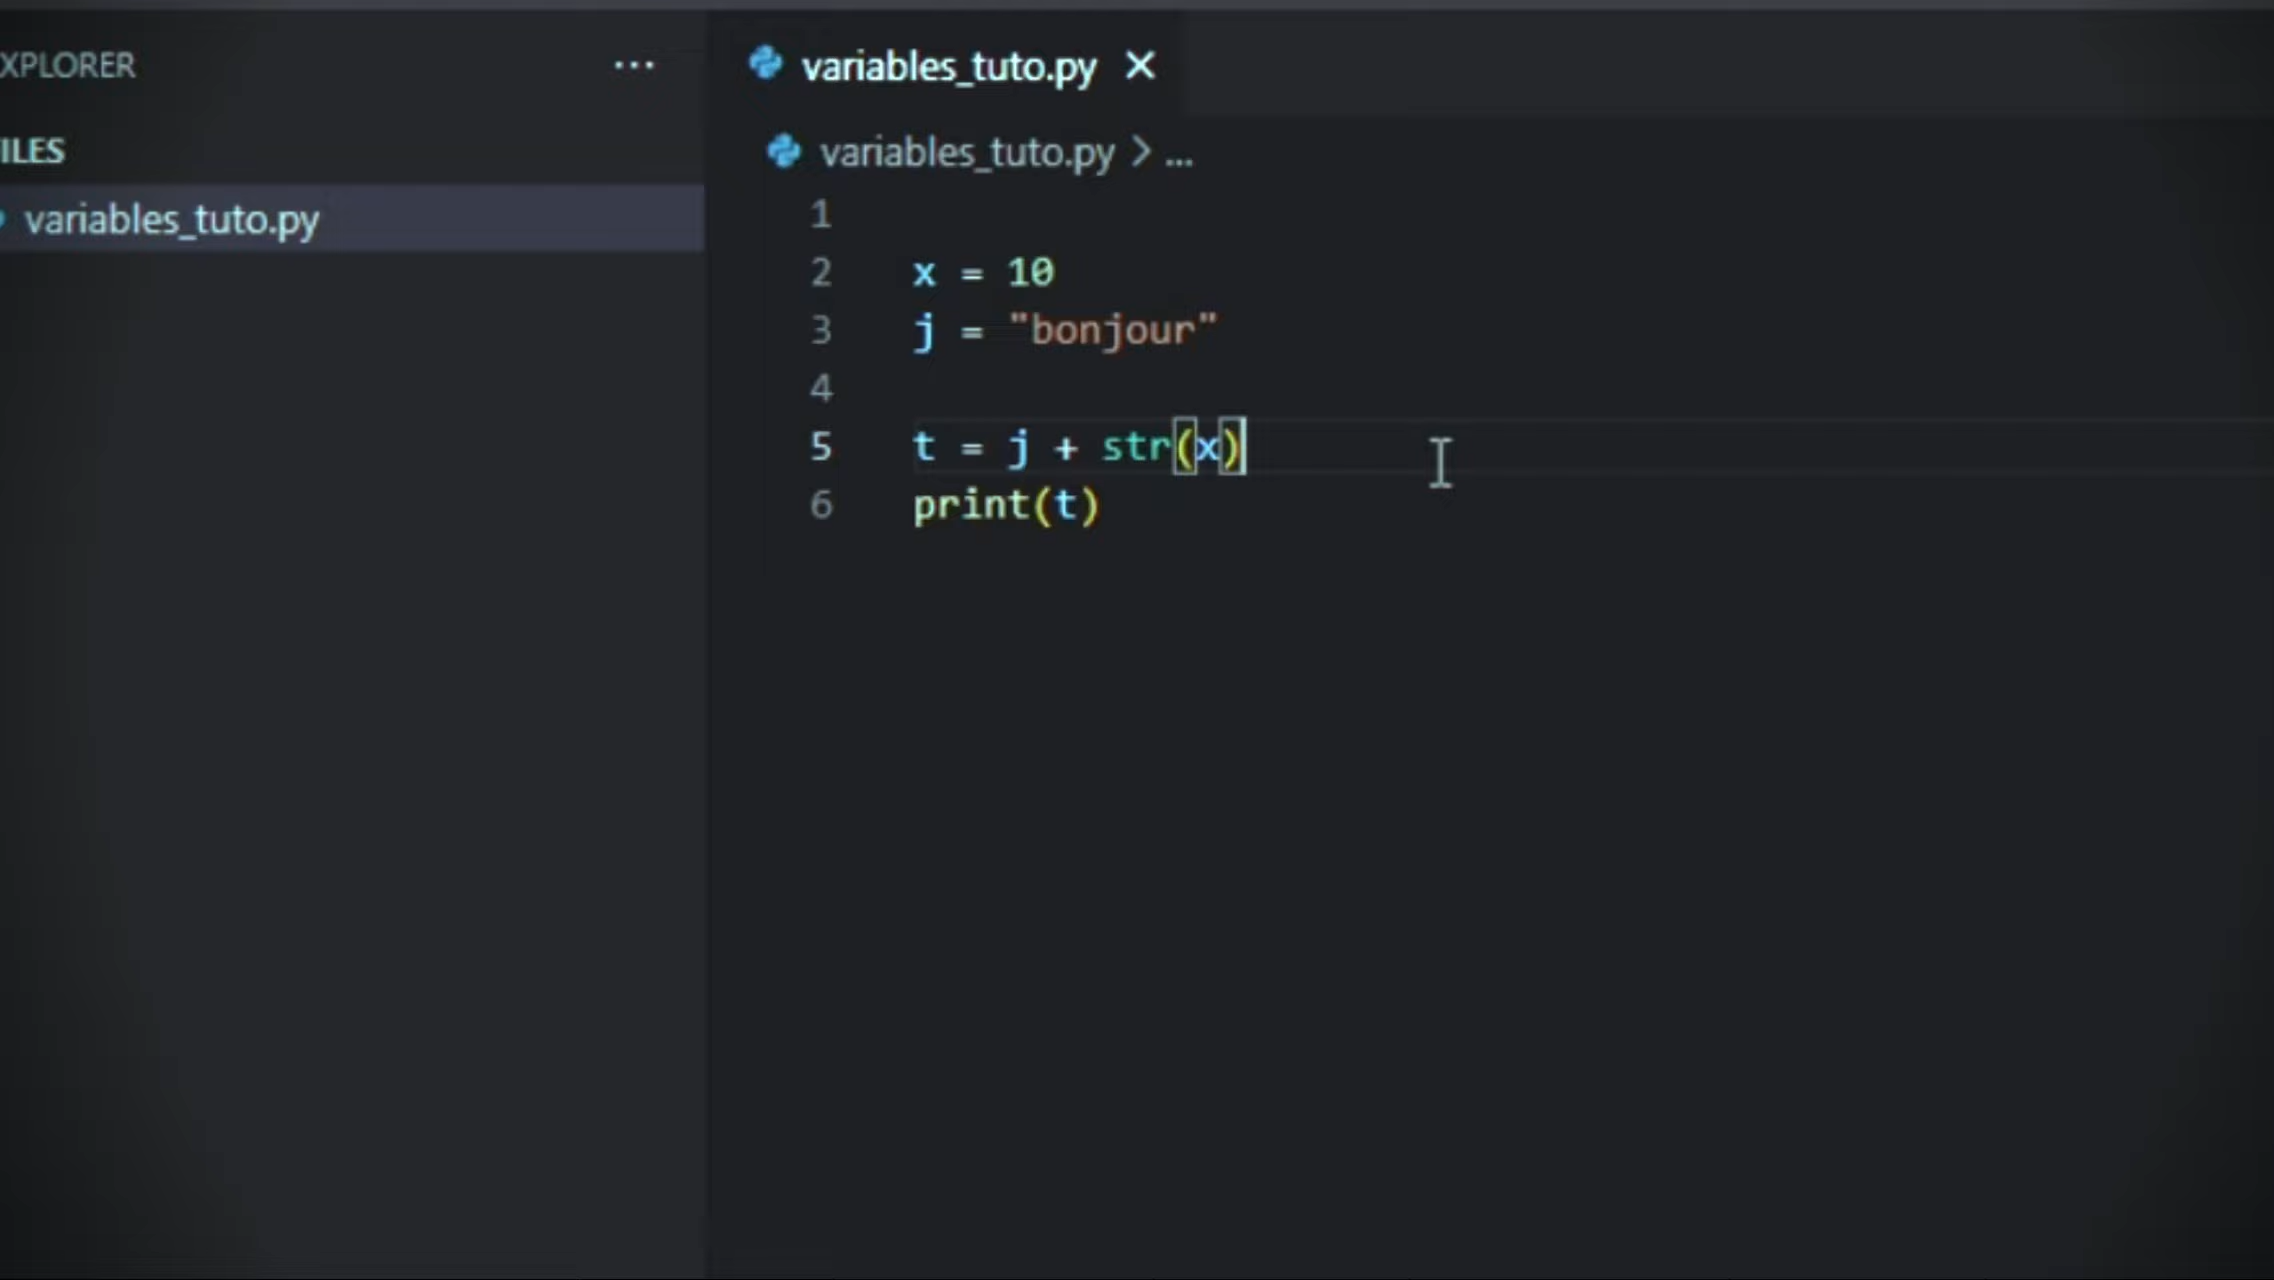 XPLORER
ILES
variables_tuto.py
variables_tuto.py
variables_tuto.py > ...
1
2 x = 10
3 j = "bonjour"
4
5 t = j + str(x)
6 print(t)